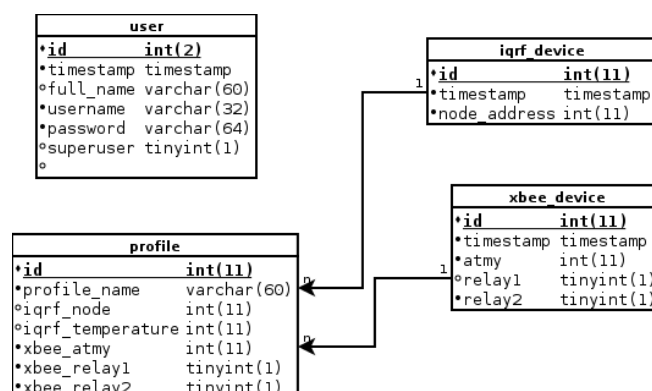 user
id int(2)
timestamp timestamp
full_name varchar(60)
username varchar(32)
password varchar(64)
superuser tinyint(1)
iqrf_device
id int(11)
timestamp timestamp
node_address int(11)
1
xbee_device
id int(11)
timestamp timestamp
atmy int(11)
relay1 tinyint(1)
relay2 tinyint(1)
1
profile
id int(11)
profile_name varchar(60)
iqrf_node int(11)
iqrf_temperature int(11)
xbee_atmy int(11)
xbee_relay1 tinyint(1)
xbee_relay2 tinyint(1)
n
n